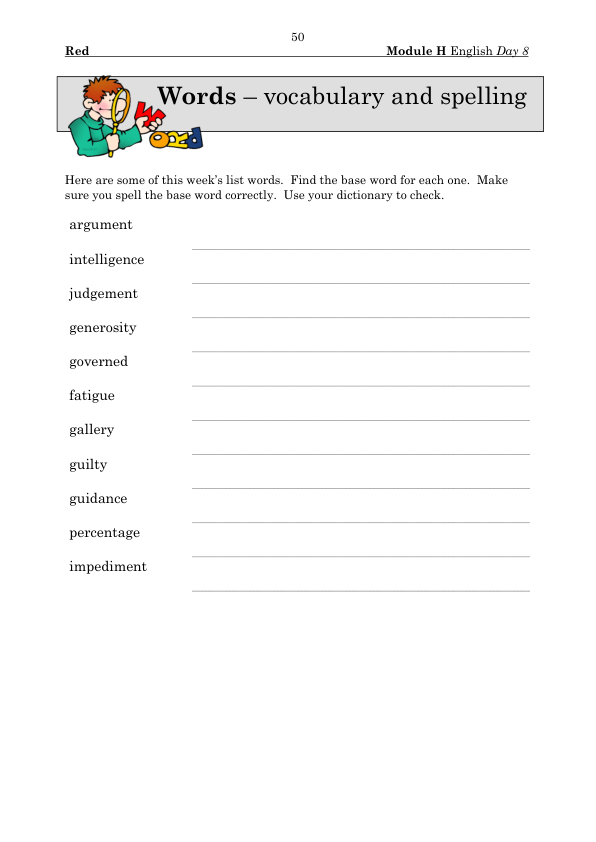 50
Red Module H English Day 8
Words – vocabulary and spelling
W
ORD
Here are some of this week's list words.  Find the base word for each one.  Make
sure you spell the base word correctly.  Use your dictionary to check.
argument
intelligence
judgement
generosity
governed
fatigue
gallery
guilty
guidance
percentage
impediment